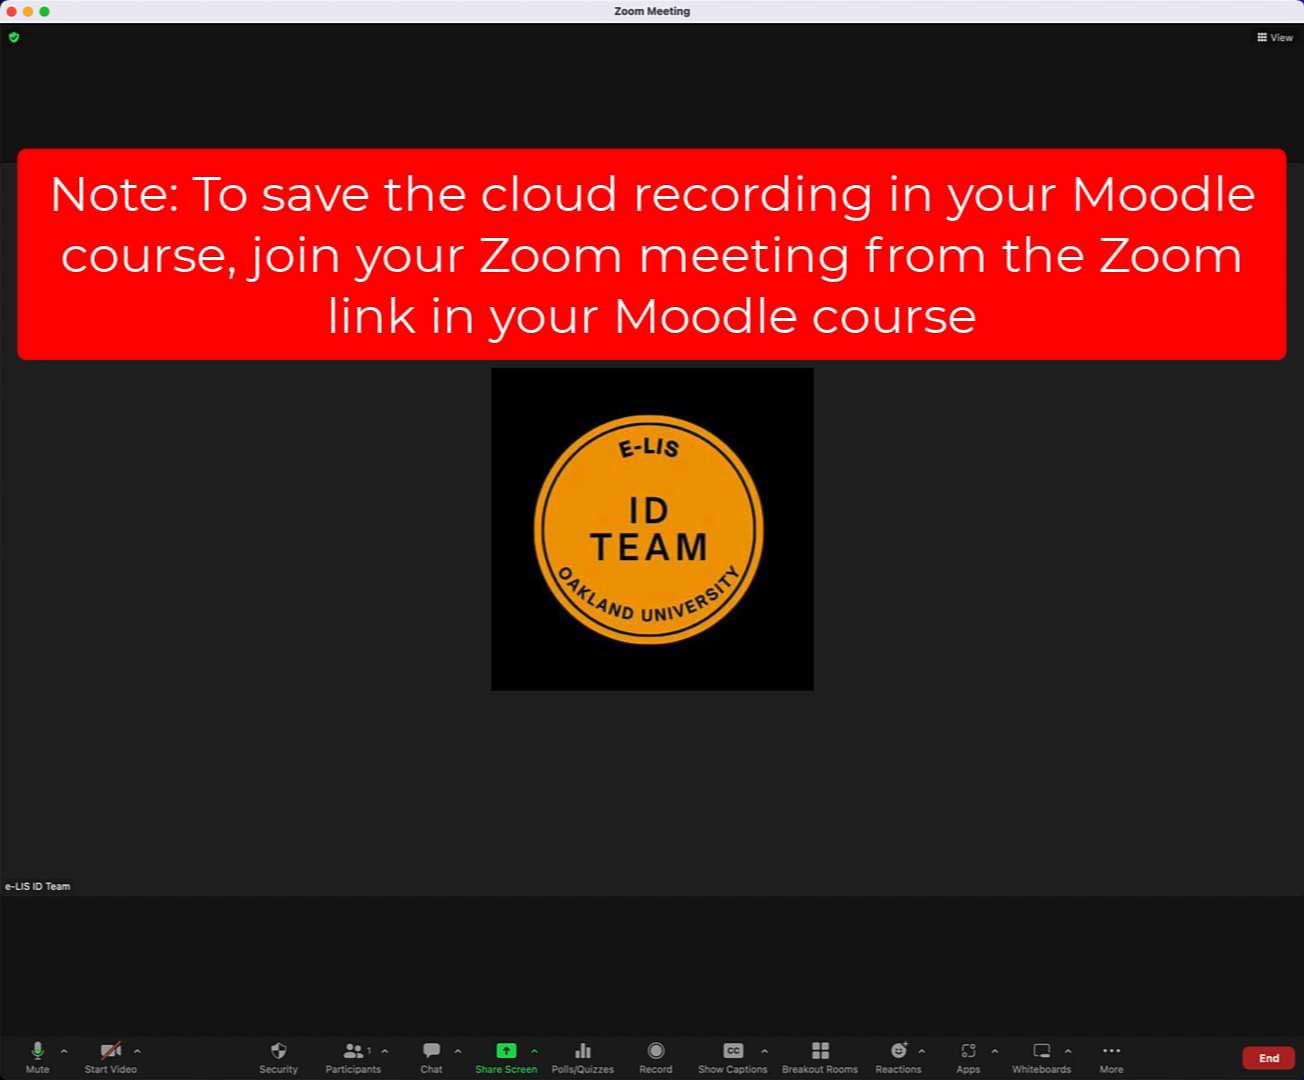 Zoom Meeting
View
Note: To save the cloud recording in your Moodle
course, join your Zoom meeting from the Zoom
link in your Moodle course
E-LIS
ID
TEAM
OAKLAND UNIVERSITY
e-LIS ID Team
1
CC
Mute Start Video Security Participants Chat Share Screen Polls/Quizzes Record Show Captions Breakout Rooms Reactions Apps Whiteboards More End